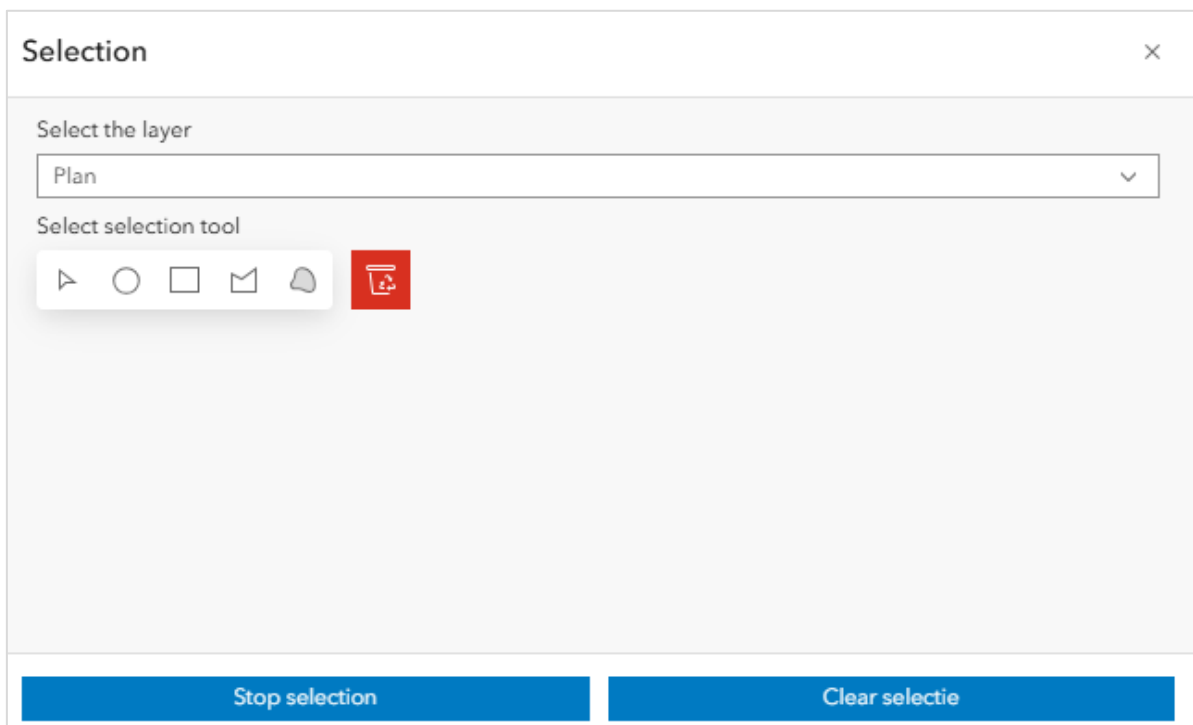 Selection
Select the layer
Plan
Select selection tool
Stop selection
Clear selectie